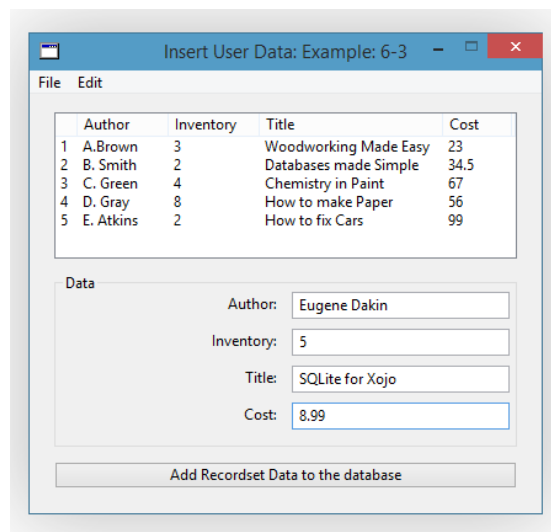 Insert User Data: Example: 6-3
File Edit
Author Inventory Title Cost
1 A.Brown 3 Woodworking Made Easy 23
2 B. Smith 2 Databases made Simple 34.5
3 C. Green 4 Chemistry in Paint 67
4 D. Gray 8 How to make Paper 56
5 E. Atkins 2 How to fix Cars 99
Data
Author: Eugene Dakin
Inventory: 5
Title: SQLite for Xojo
Cost: 8.99
Add Recordset Data to the database